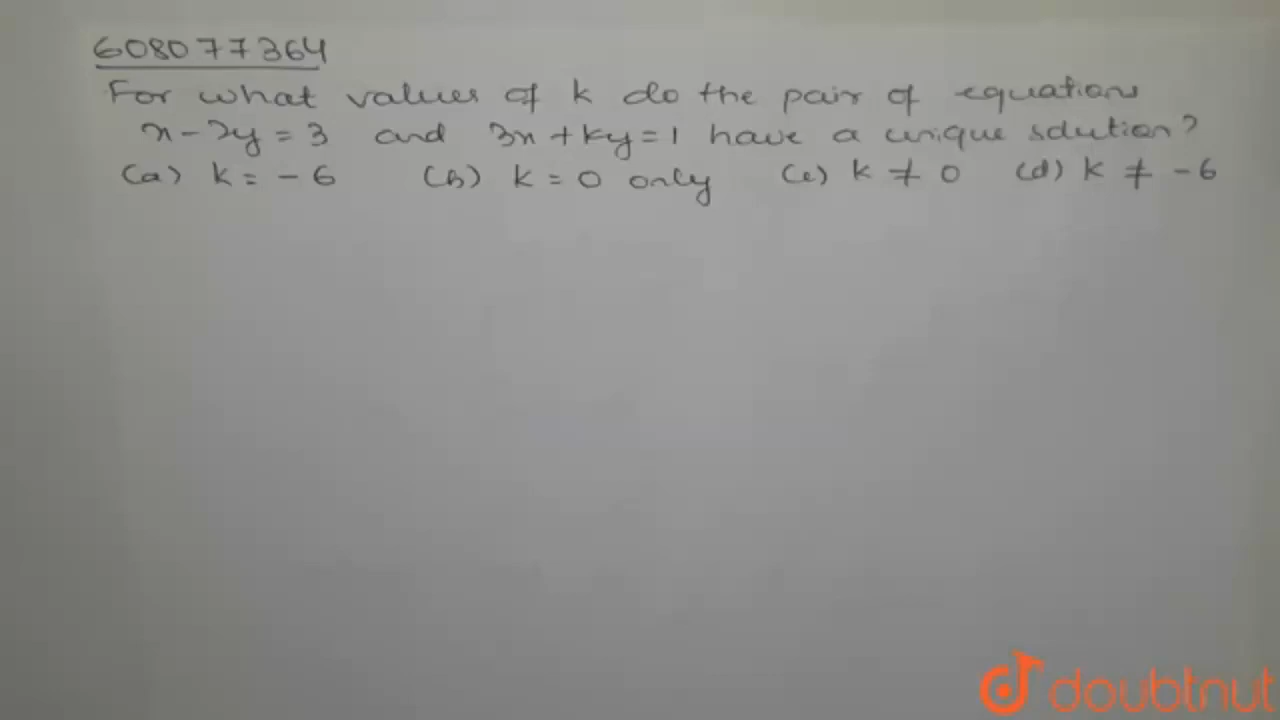 608077364
For what values of k do the pair of equations
x - 2y = 3 and 3x + ky = 1 have a unique solution?
(a) k = - 6 (b) k = 0 only (c) k ≠ 0 (d) k ≠ - 6
doubtnut